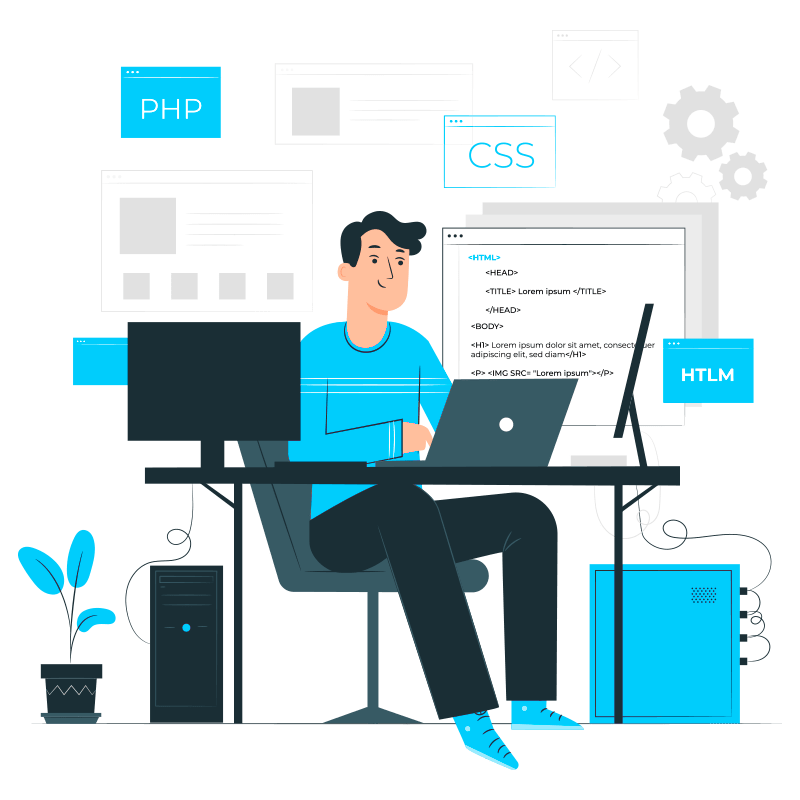 PHP
</>
CSS
<HTML>
<HEAD>
<TITLE> Lorem ipsum </TITLE>
</HEAD>
<BODY>
<H1> Lorem ipsum dolor sit amet, consectetuer
adipiscing elit, sed diam</H1>
<P> <IMG SRC= "Lorem ipsum"></P>
HTLM